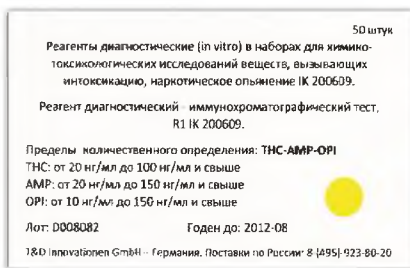 50 штук
Реагенты диагностические (in vitro) в наборах для химико-
токсикологических исследований веществ, вызывающих
интоксикацию, наркотическое опьянение IK 200609.
Реагент диагностический - иммунохроматографический тест,
R1 IK 200609.
Пределы количественного определения: THC-AMP-OPI
THC: от 20 нг/мл до 100 нг/мл и свыше
AMP: от 20 нг/мл до 150 нг/мл и свыше
OPI: от 10 нг/мл до 150 нг/мл и свыше
Лот: D008082 Годен до: 2012-08
T&D Innovationen GmbH - Германия. Поставки по России: 8-(495)-923-80-20